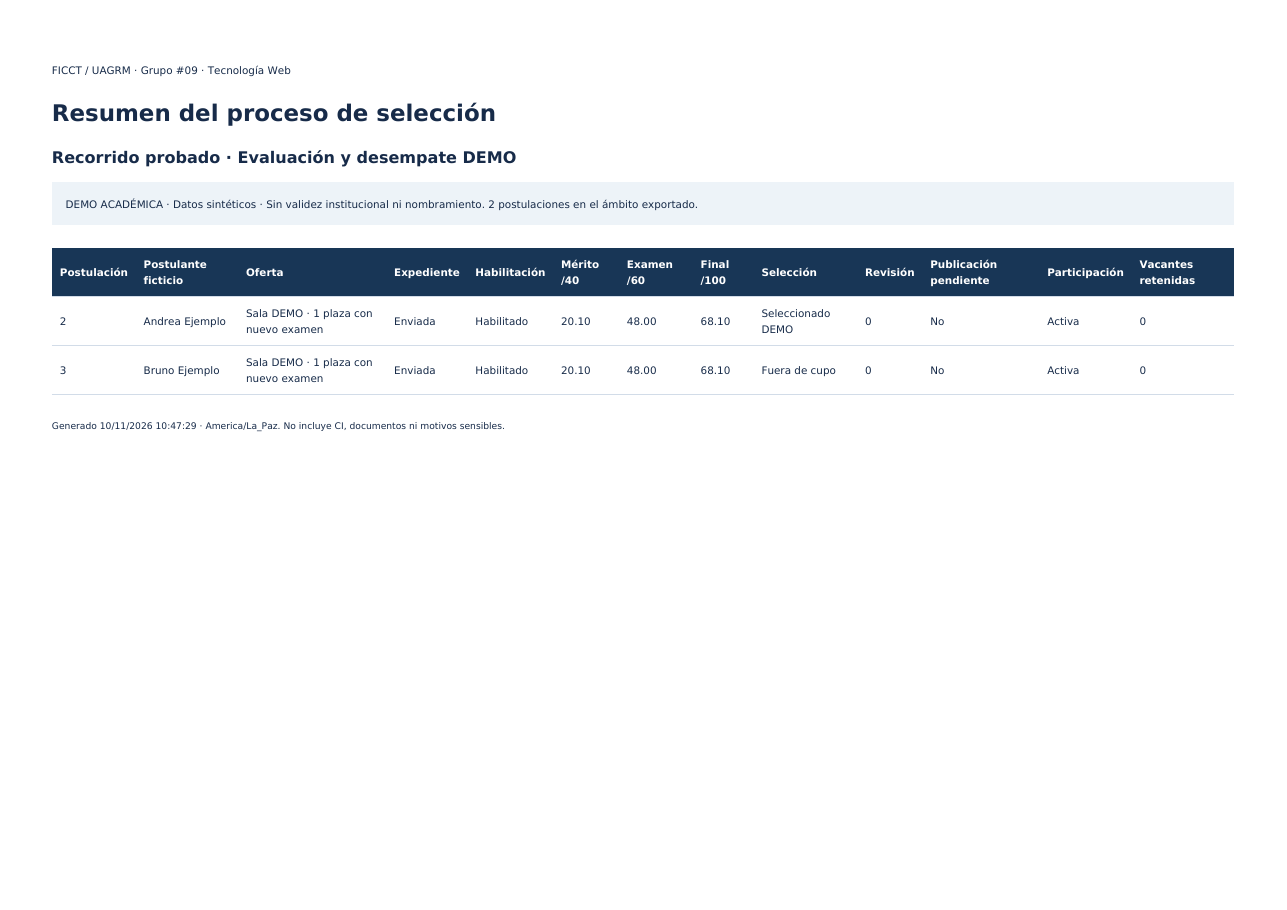 FICCT / UAGRM · Grupo #09 · Tecnología Web
Resumen del proceso de selección
Recorrido probado · Evaluación y desempate DEMO
DEMO ACADÉMICA · Datos sintéticos · Sin validez institucional ni nombramiento. 2 postulaciones en el ámbito exportado.
Postulación Postulante ficticio Oferta Expediente Habilitación Mérito /40 Examen /60 Final /100 Selección Revisión Publicación pendiente Participación Vacantes retenidas
2 Andrea Ejemplo Sala DEMO · 1 plaza con nuevo examen Enviada Habilitado 20.10 48.00 68.10 Seleccionado DEMO 0 No Activa 0
3 Bruno Ejemplo Sala DEMO · 1 plaza con nuevo examen Enviada Habilitado 20.10 48.00 68.10 Fuera de cupo 0 No Activa 0
Generado 10/11/2026 10:47:29 · America/La_Paz. No incluye CI, documentos ni motivos sensibles.